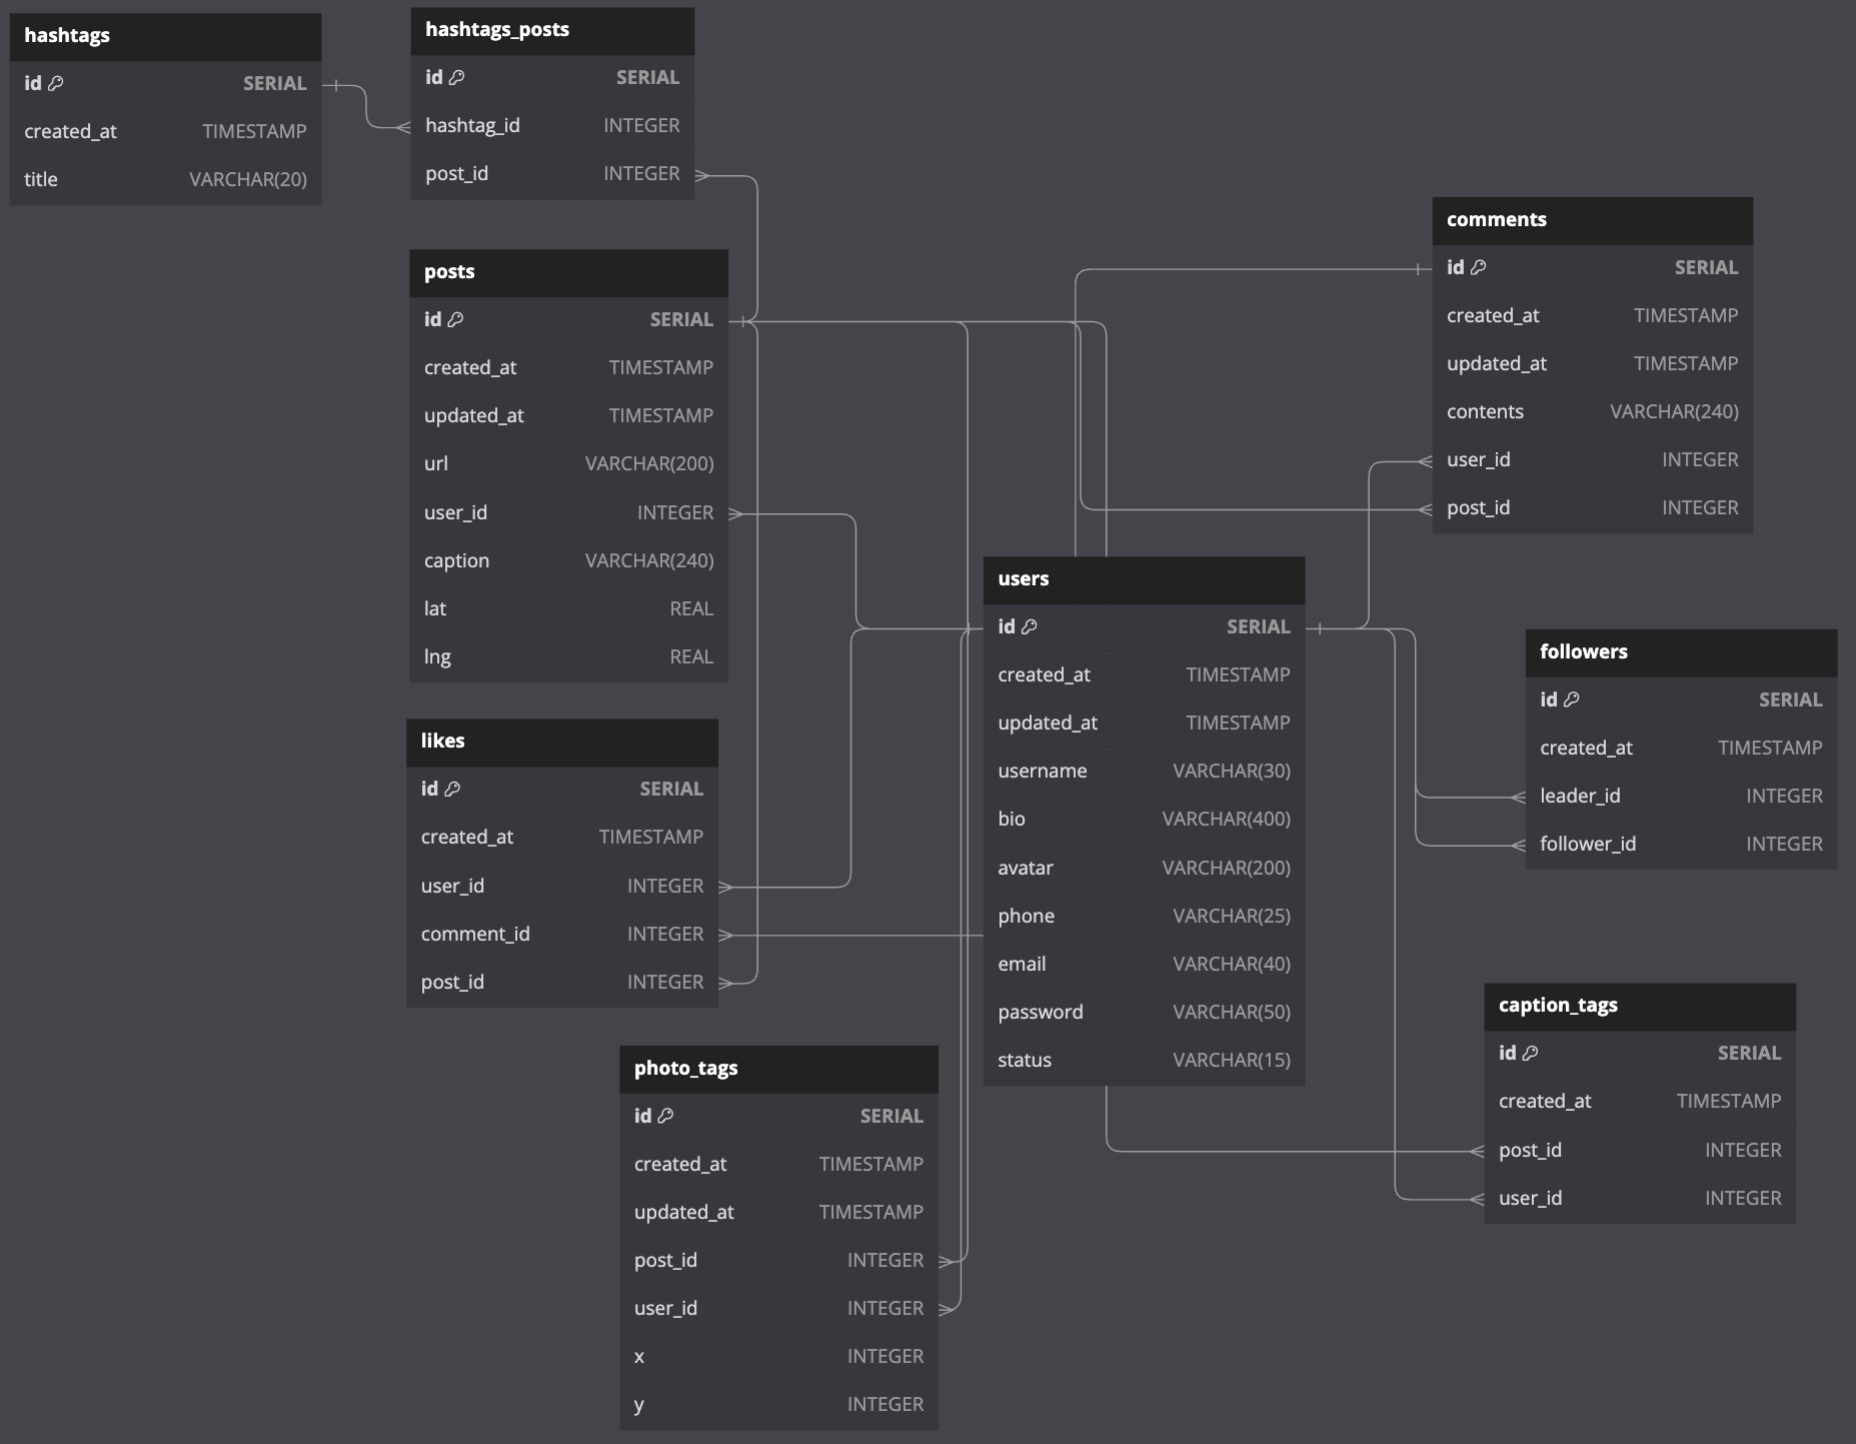 hashtags
id SERIAL
created_at TIMESTAMP
title VARCHAR(20)
hashtags_posts
id SERIAL
hashtag_id INTEGER
post_id INTEGER
posts
id SERIAL
created_at TIMESTAMP
updated_at TIMESTAMP
url VARCHAR(200)
user_id INTEGER
caption VARCHAR(240)
lat REAL
lng REAL
comments
id SERIAL
created_at TIMESTAMP
updated_at TIMESTAMP
contents VARCHAR(240)
user_id INTEGER
post_id INTEGER
users
id SERIAL
created_at TIMESTAMP
updated_at TIMESTAMP
username VARCHAR(30)
bio VARCHAR(400)
avatar VARCHAR(200)
phone VARCHAR(25)
email VARCHAR(40)
password VARCHAR(50)
status VARCHAR(15)
followers
id SERIAL
created_at TIMESTAMP
leader_id INTEGER
follower_id INTEGER
likes
id SERIAL
created_at TIMESTAMP
user_id INTEGER
comment_id INTEGER
post_id INTEGER
caption_tags
id SERIAL
created_at TIMESTAMP
post_id INTEGER
user_id INTEGER
photo_tags
id SERIAL
created_at TIMESTAMP
updated_at TIMESTAMP
post_id INTEGER
user_id INTEGER
x INTEGER
y INTEGER